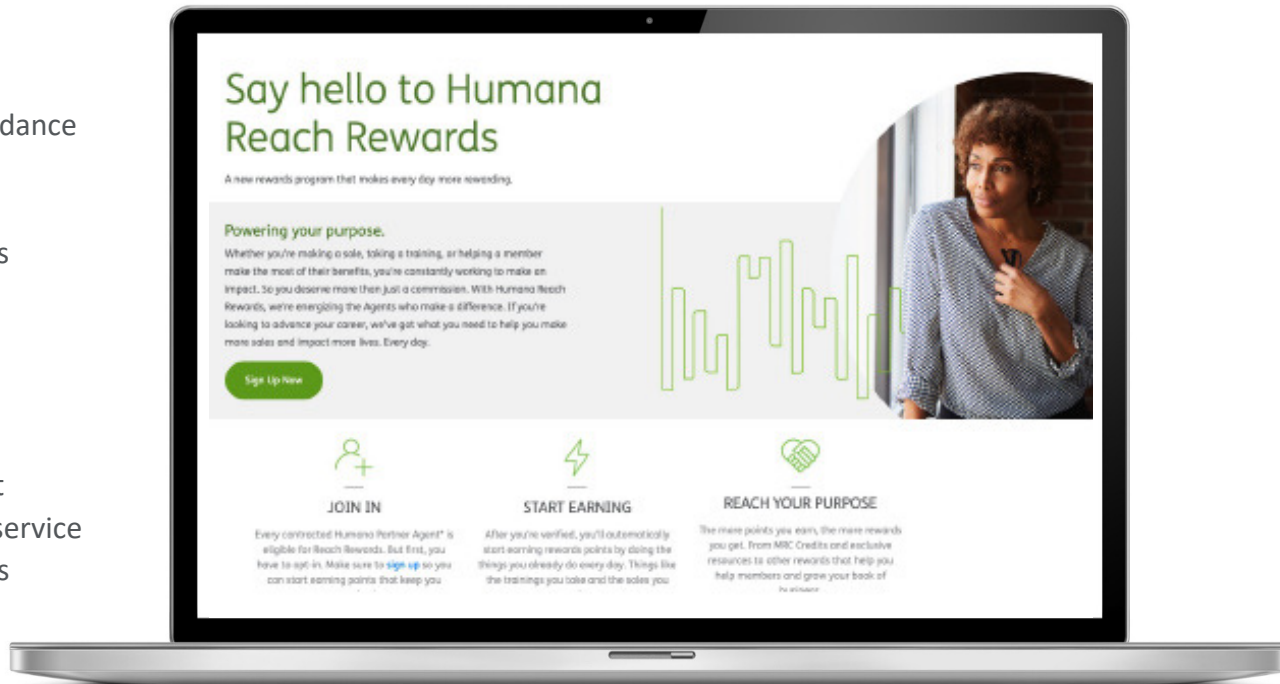 dance
s
t
service
s
Say hello to Humana
Reach Rewards
A new rewards program that makes every day more rewarding.
Powering your purpose.
Whether you're making a sale, taking a training, or helping a member
make the most of their benefits, you're constantly working to make an
impact. So you deserve more than just a commission. With Humana Reach
Rewards, we're energizing the Agents who make a difference. If you're
looking to advance your career, we've got what you need to help you make
more sales and impact more lives. Every day.
Sign Up Now
JOIN IN
Every contracted Humana Partner Agent* is
eligible for Reach Rewards. But first, you
have to opt-in. Make sure to sign up so you
can start earning points that keep you
START EARNING
After you're verified, you'll automatically
start earning rewards points by doing the
things you already do every day. Things like
the trainings you take and the sales you
REACH YOUR PURPOSE
The more points you earn, the more rewards
you get. From MRC Credits and exclusive
resources to other rewards that help you
help members and grow your book of
business